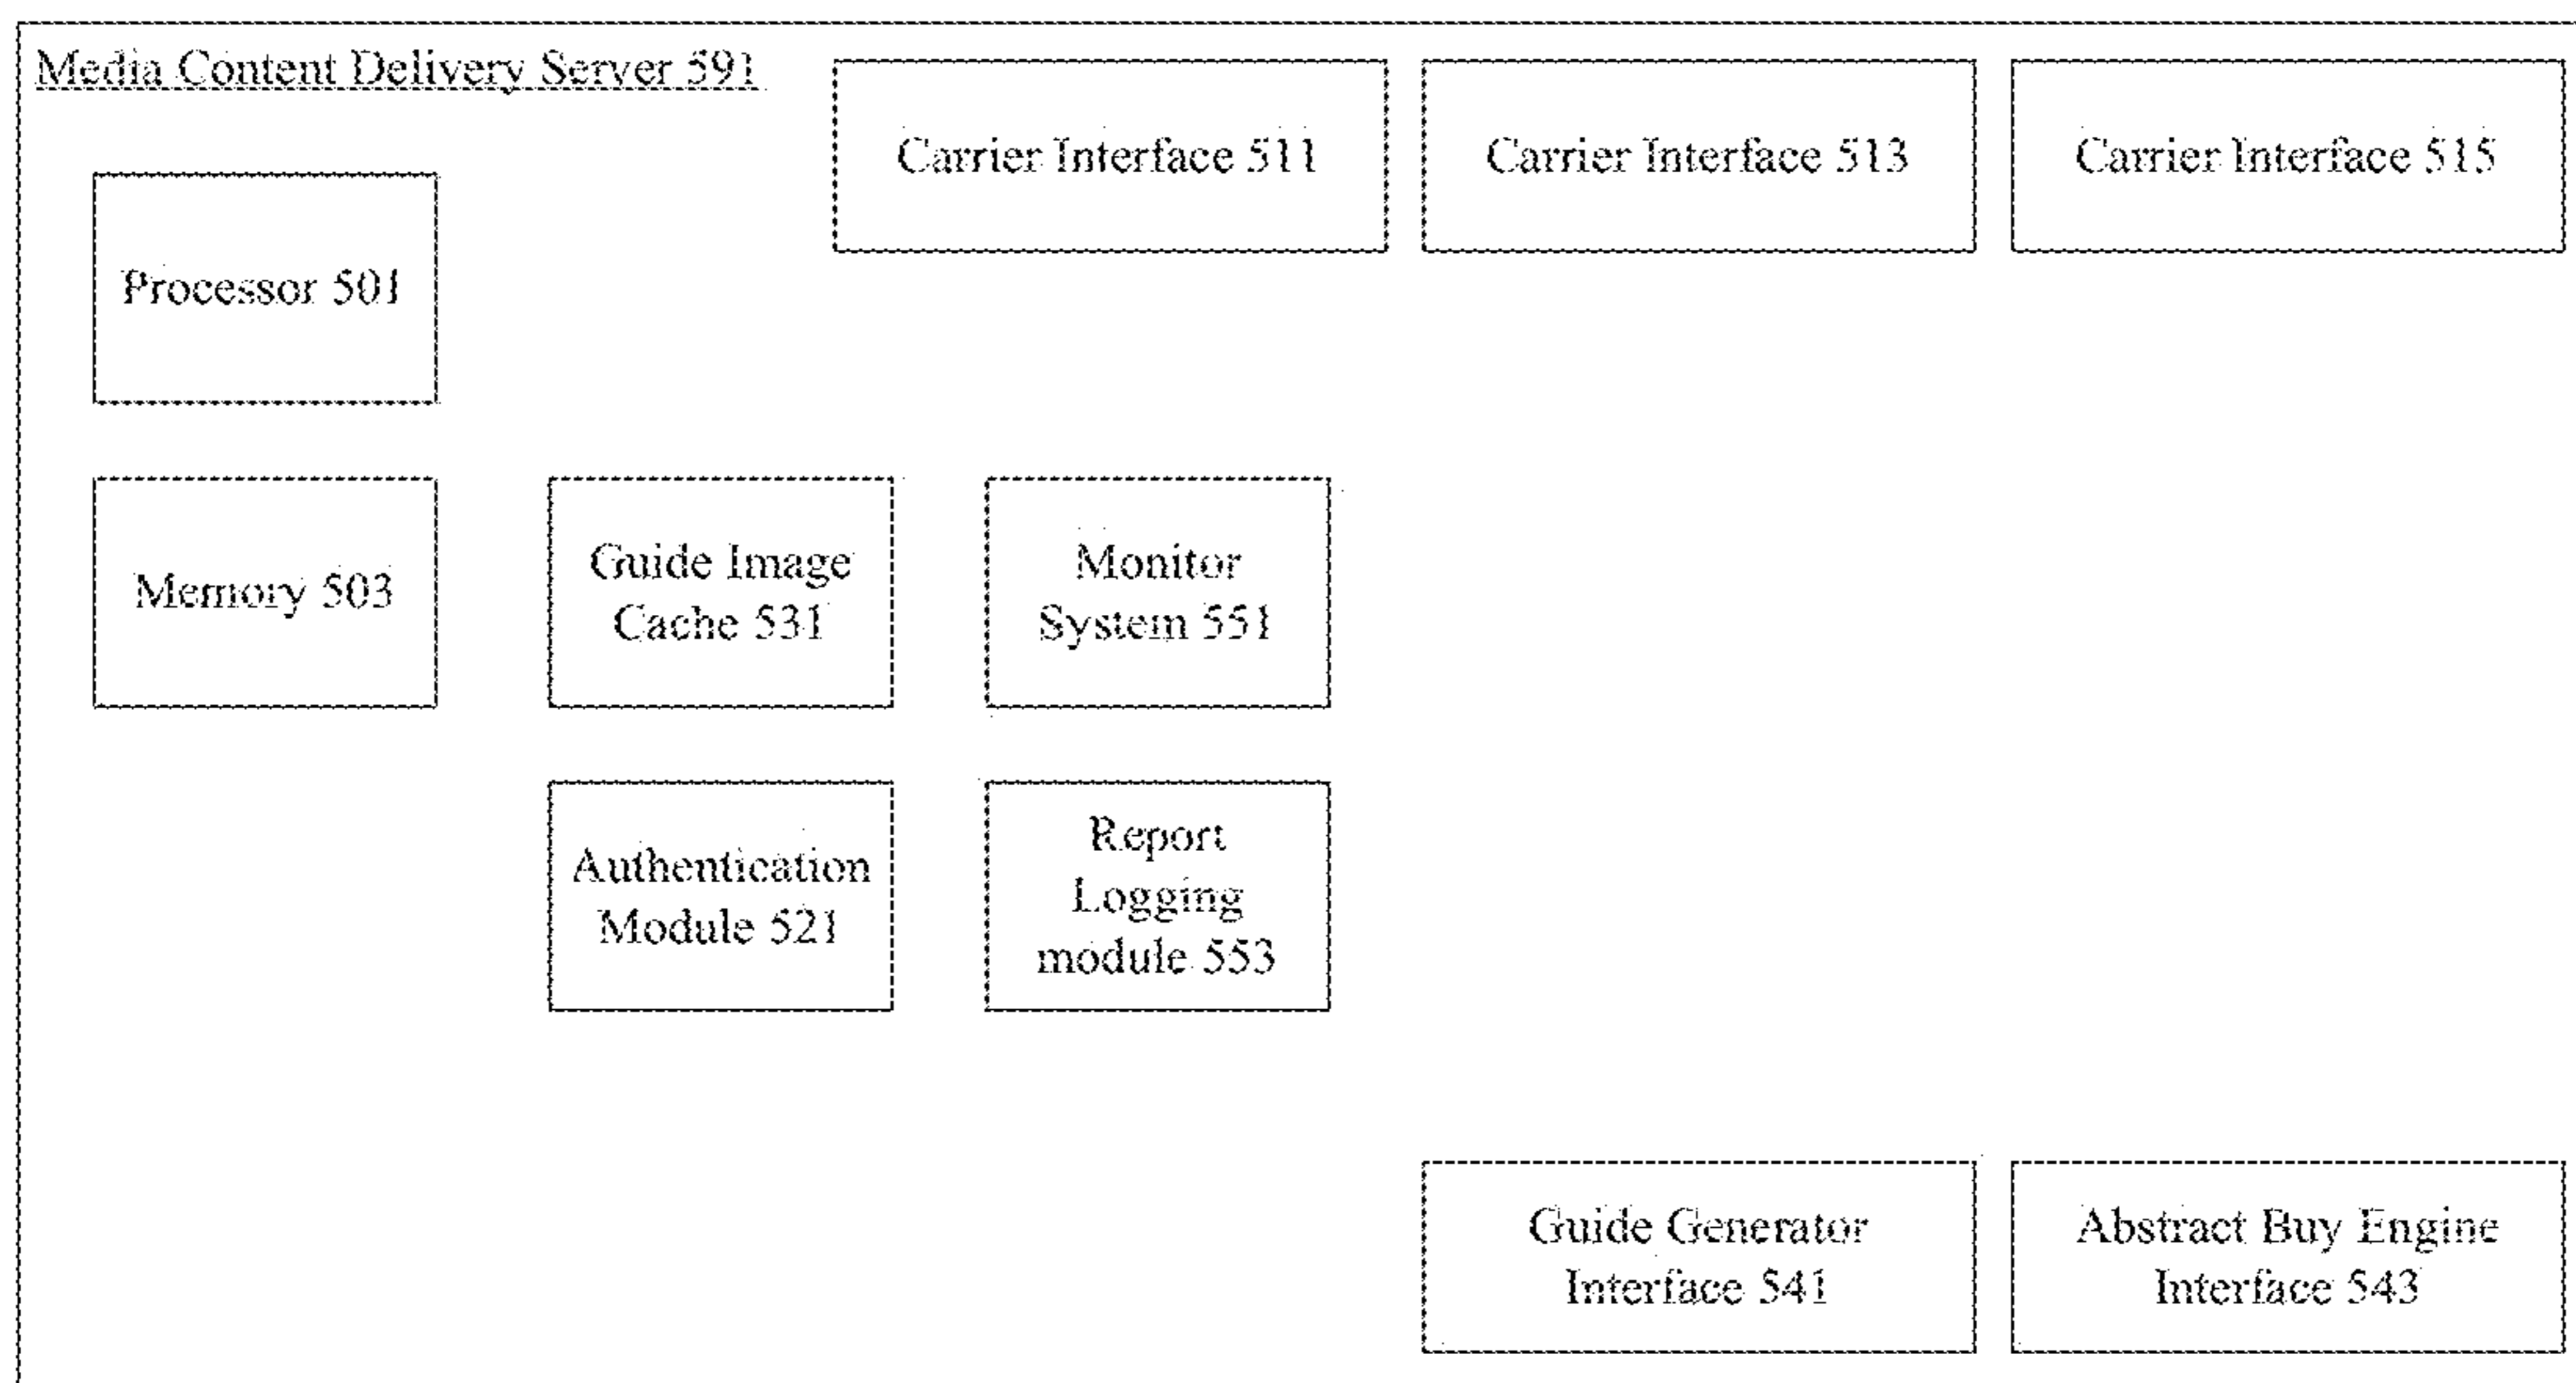 Media Content Delivery Server 591
Carrier Interface 511
Carrier Interface 513
Carrier Interface 515
Processor 501
Memory 503
Guide Image
Cache 531
Monitor
System 551
Authentication
Module 521
Report
Logging
module 553
Guide Generator
Interface 541
Abstract Buy Engine
Interface 543